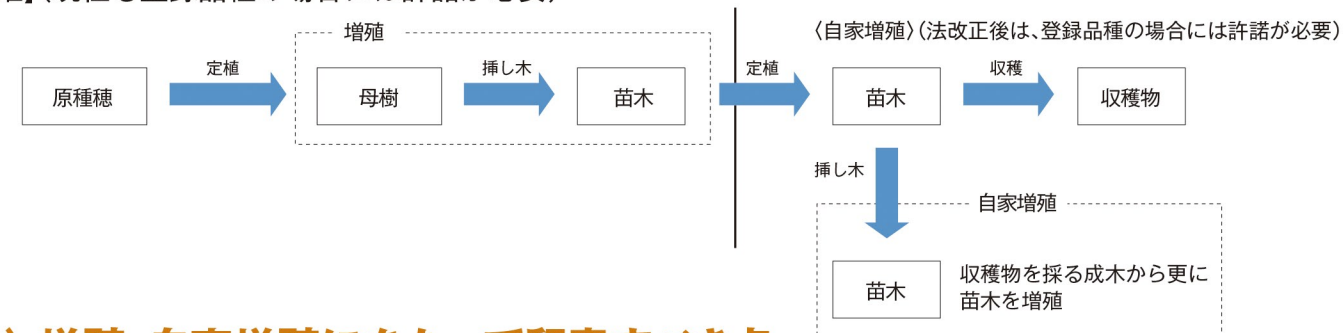 〈自家増殖〉(法改正後は、登録品種の場合には許諾が必要)
増殖
原種穂
定植
母樹
挿し木
苗木
定植
苗木
収穫
収穫物
挿し木
自家増殖
苗木
収穫物を採る成木から更に
苗木を増殖